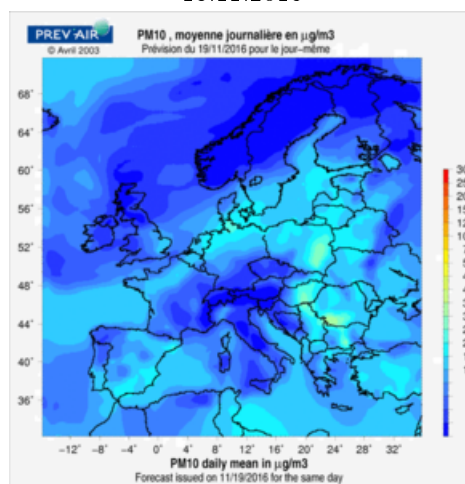 PREV'AIR
© Avril 2003
PM10 , moyenne journalière en µg/m3
Prévision du 19/11/2016 pour le jour-même
68°
64°
60°
56°
52°
48°
44°
40°
36°
−12° −8° −4° 0° 4° 8° 12° 16° 20° 24° 28° 32°
PM10 daily mean in µg/m3
Forecast issued on 11/19/2016 for the same day